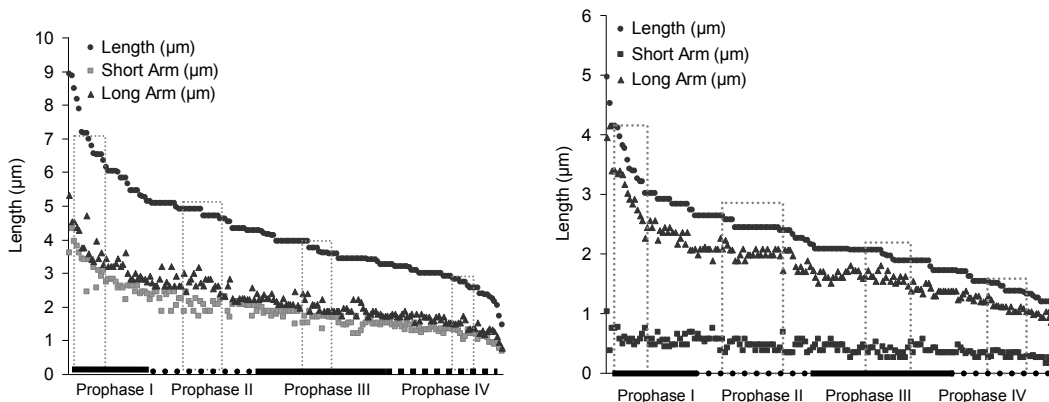 10
9
8
7
6
5
4
3
2
1
0
Length (µm)
Length (µm)
Short Arm (µm)
Long Arm (µm)
Prophase I Prophase II Prophase III Prophase IV
6
5
4
3
2
1
0
Length (µm)
Length (µm)
Short Arm (µm)
Long Arm (µm)
Prophase I Prophase II Prophase III Prophase IV